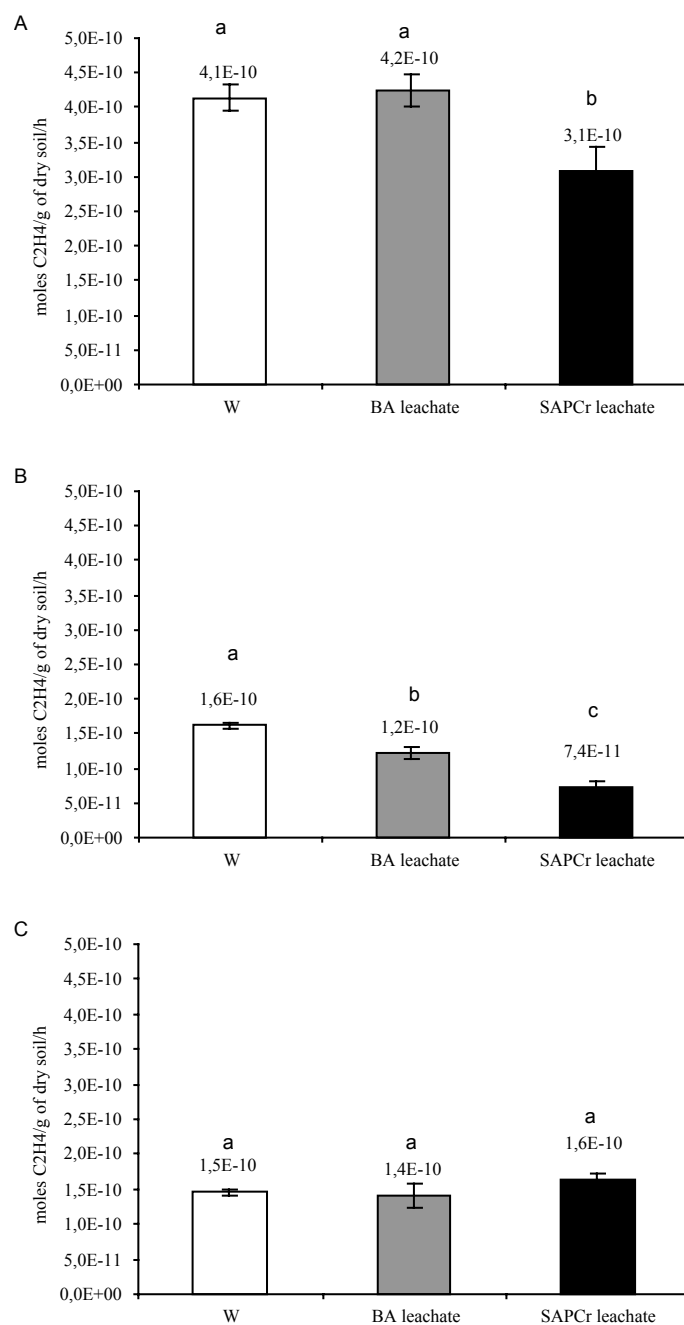 A
moles C2H4/g of dry soil/h
5,0E-10
4,5E-10
4,0E-10
3,5E-10
3,0E-10
2,5E-10
2,0E-10
1,5E-10
1,0E-10
5,0E-11
0,0E+00
a
a
b
4,1E-10
4,2E-10
3,1E-10
W
BA leachate
SAPCr leachate
B
moles C2H4/g of dry soil/h
5,0E-10
4,5E-10
4,0E-10
3,5E-10
3,0E-10
2,5E-10
2,0E-10
1,5E-10
1,0E-10
5,0E-11
0,0E+00
a
b
c
1,6E-10
1,2E-10
7,4E-11
W
BA leachate
SAPCr leachate
C
moles C2H4/g of dry soil/h
5,0E-10
4,5E-10
4,0E-10
3,5E-10
3,0E-10
2,5E-10
2,0E-10
1,5E-10
1,0E-10
5,0E-11
0,0E+00
a
a
a
1,5E-10
1,4E-10
1,6E-10
W
BA leachate
SAPCr leachate